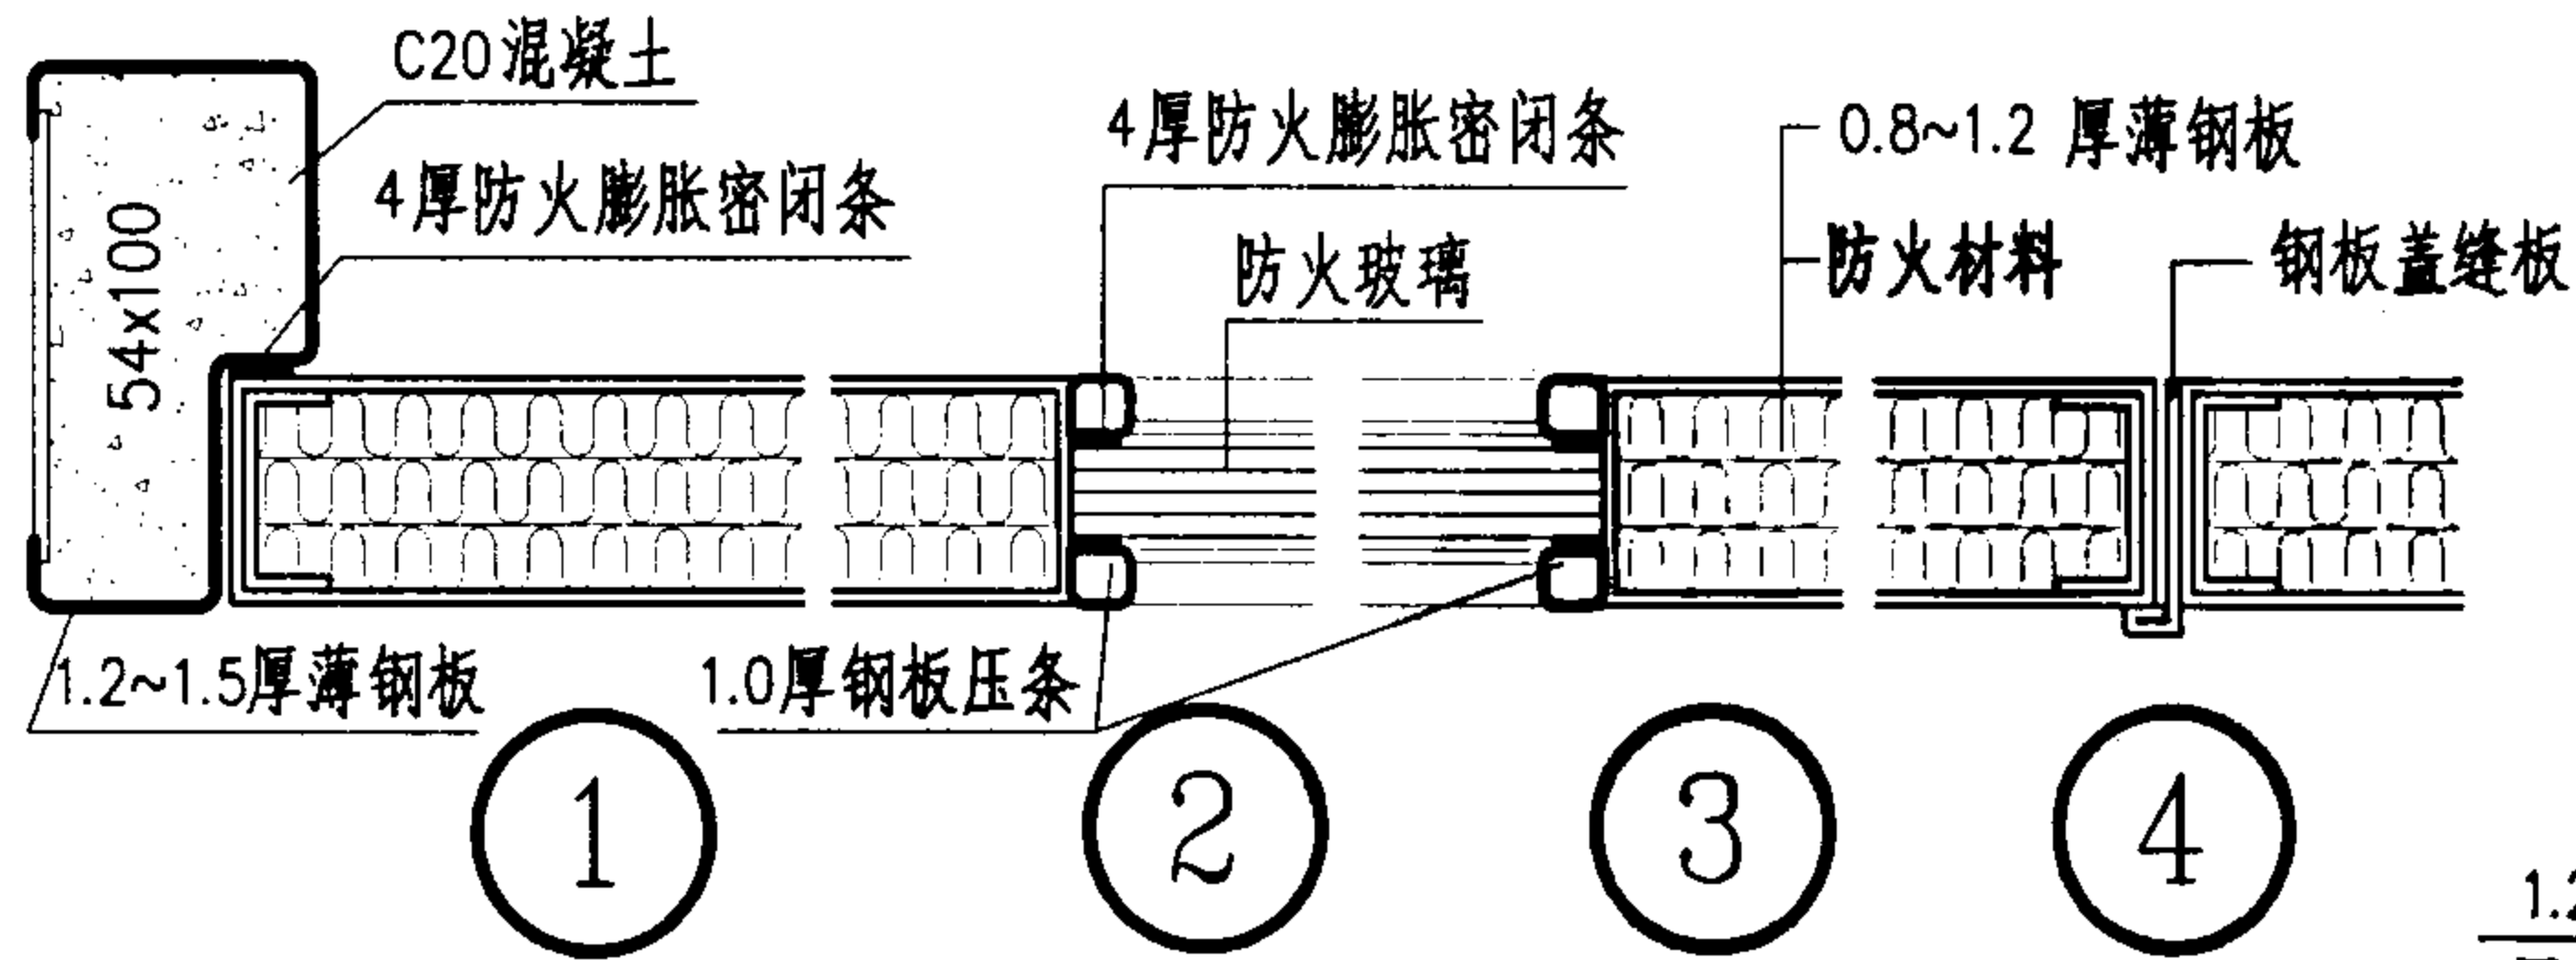 C20混凝土
4厚防火膨胀密闭条
54x100
4厚防火膨胀密闭条
防火玻璃
0.8~1.2 厚薄钢板
防火材料
钢板盖缝板
1.2~1.5厚薄钢板
1.0厚钢板压条
1
2
3
4
1.2